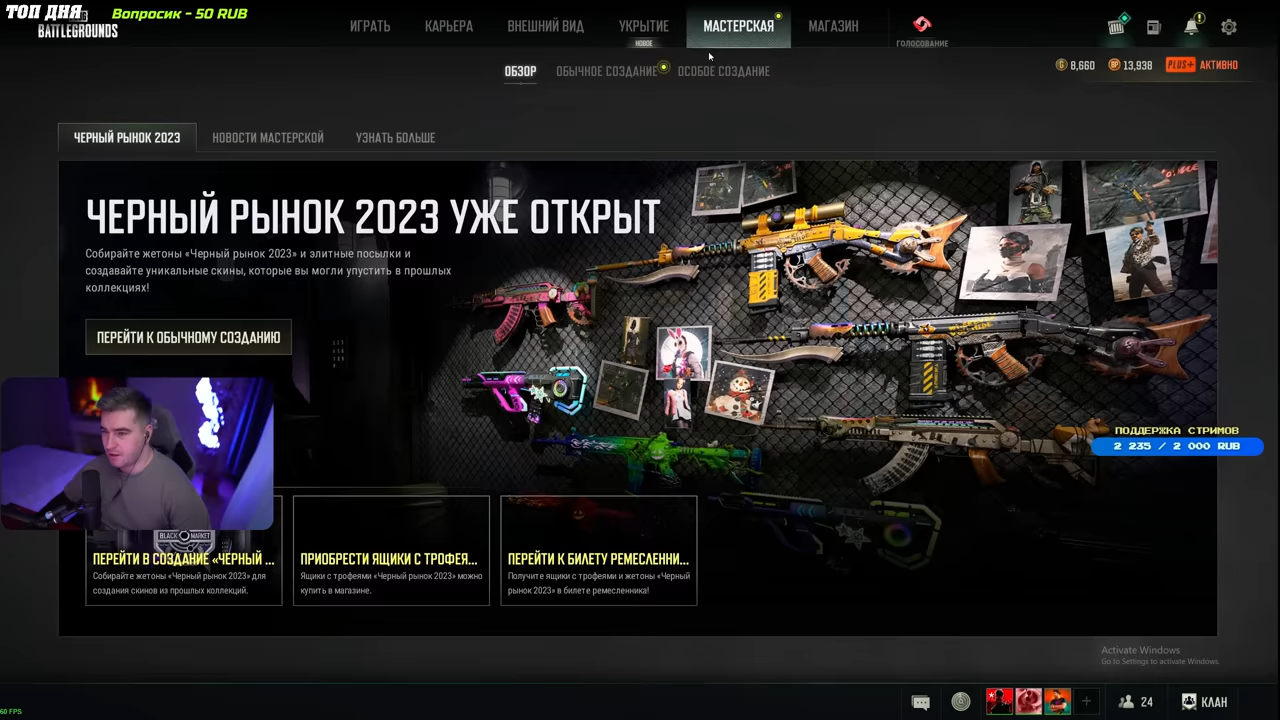 ТОП ДНЯ
Вопросик - 50 RUB
BATTLEGROUNDS
ИГРАТЬ
КАРЬЕРА
ВНЕШНИЙ ВИД
УКРЫТИЕ
НОВОЕ
МАСТЕРСКАЯ
МАГАЗИН
ГОЛОСОВАНИЕ
ОБЗОР
ОБЫЧНОЕ СОЗДАНИЕ
ОСОБОЕ СОЗДАНИЕ
G 8,660
BP 13,938
PLUS+ АКТИВНО
ЧЕРНЫЙ РЫНОК 2023
НОВОСТИ МАСТЕРСКОЙ
УЗНАТЬ БОЛЬШЕ
ЧЕРНЫЙ РЫНОК 2023 УЖЕ ОТКРЫТ
Собирайте жетоны «Черный рынок 2023» и элитные посылки и
создавайте уникальные скины, которые вы могли упустить в прошлых
коллекциях!
ПЕРЕЙТИ К ОБЫЧНОМУ СОЗДАНИЮ
ПОДДЕРЖКА СТРИМОВ
2 235 / 2 000 RUB
BLACK MARKET
ПЕРЕЙТИ В СОЗДАНИЕ «ЧЕРНЫЙ ...
Собирайте жетоны «Черный рынок 2023» для
создания скинов из прошлых коллекций.
ПРИОБРЕСТИ ЯЩИКИ С ТРОФЕЯ...
Ящики с трофеями «Черный рынок 2023» можно
купить в магазине.
ПЕРЕЙТИ К БИЛЕТУ РЕМЕСЛЕННИ...
Получите ящики с трофеями и жетоны «Черный
рынок 2023» в билете ремесленника!
Activate Windows
Go to Settings to activate Windows.
24
КЛАН
60 FPS